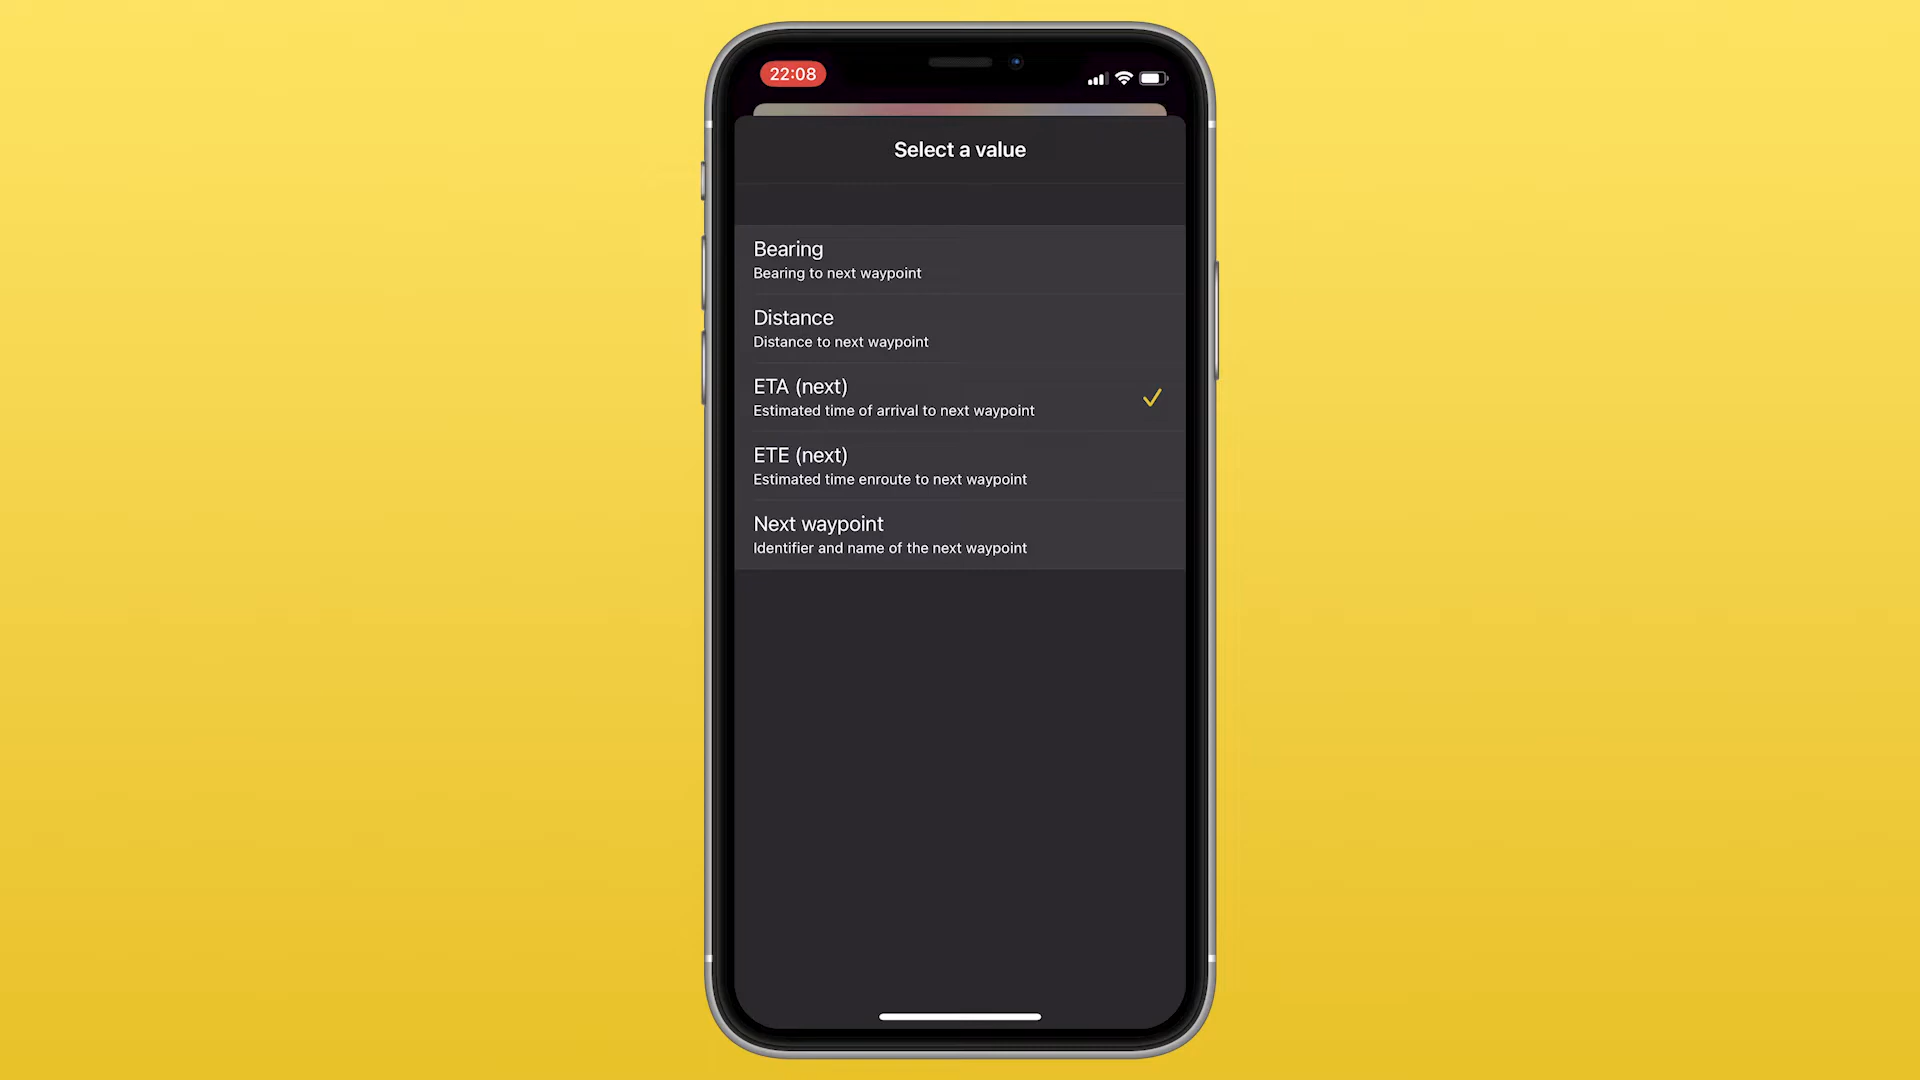 22:08
Select a value
Bearing
Bearing to next waypoint
Distance
Distance to next waypoint
ETA (next)
Estimated time of arrival to next waypoint
ETE (next)
Estimated time enroute to next waypoint
Next waypoint
Identifier and name of the next waypoint